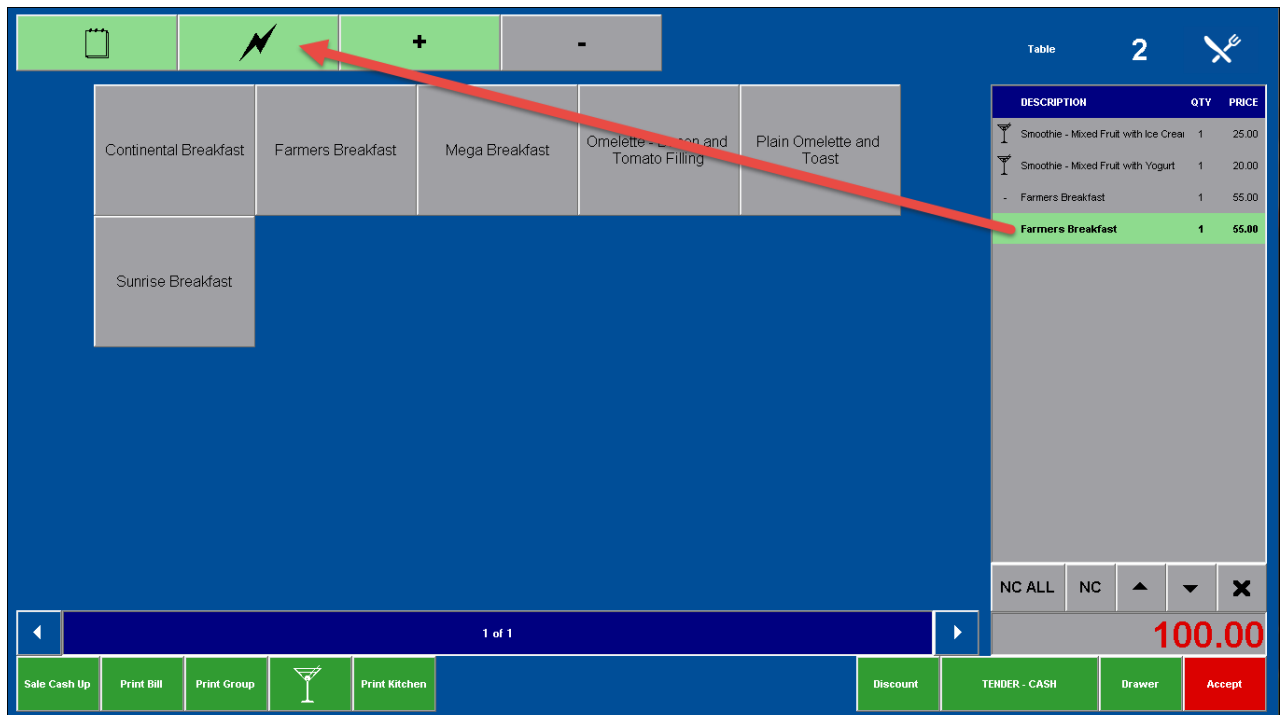 +
-
Table
2
DESCRIPTION QTY PRICE
Smoothie - Mixed Fruit with Ice Crea 1 25.00
Smoothie - Mixed Fruit with Yogurt 1 20.00
- Farmers Breakfast 1 55.00
Farmers Breakfast 1 55.00
Continental Breakfast
Farmers Breakfast
Mega Breakfast
Omelette - and
Tomato Filling
Plain Omelette and
Toast
Sunrise Breakfast
NC ALL
NC
1 of 1
100.00
Sale Cash Up
Print Bill
Print Group
Print Kitchen
Discount
TENDER - CASH
Drawer
Accept